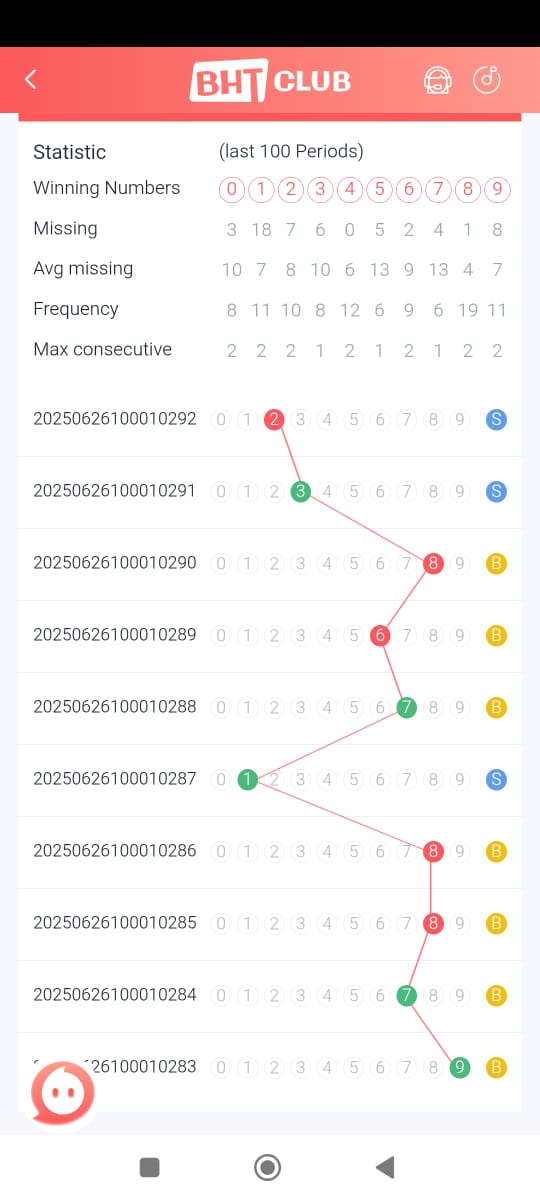 BHT CLUB
Statistic (last 100 Periods)
Winning Numbers 0 1 2 3 4 5 6 7 8 9
Missing 3 18 7 6 0 5 2 4 1 8
Avg missing 10 7 8 10 6 13 9 13 4 7
Frequency 8 11 10 8 12 6 9 6 19 11
Max consecutive 2 2 2 1 2 1 2 1 2 2
20250626100010292 0 1 2 3 4 5 6 7 8 9 S
20250626100010291 0 1 2 3 4 5 6 7 8 9 S
20250626100010290 0 1 2 3 4 5 6 7 8 9 B
20250626100010289 0 1 2 3 4 5 6 7 8 9 B
20250626100010288 0 1 2 3 4 5 6 7 8 9 B
20250626100010287 0 1 2 3 4 5 6 7 8 9 S
20250626100010286 0 1 2 3 4 5 6 7 8 9 B
20250626100010285 0 1 2 3 4 5 6 7 8 9 B
20250626100010284 0 1 2 3 4 5 6 7 8 9 B
26100010283 0 1 2 3 4 5 6 7 8 9 B